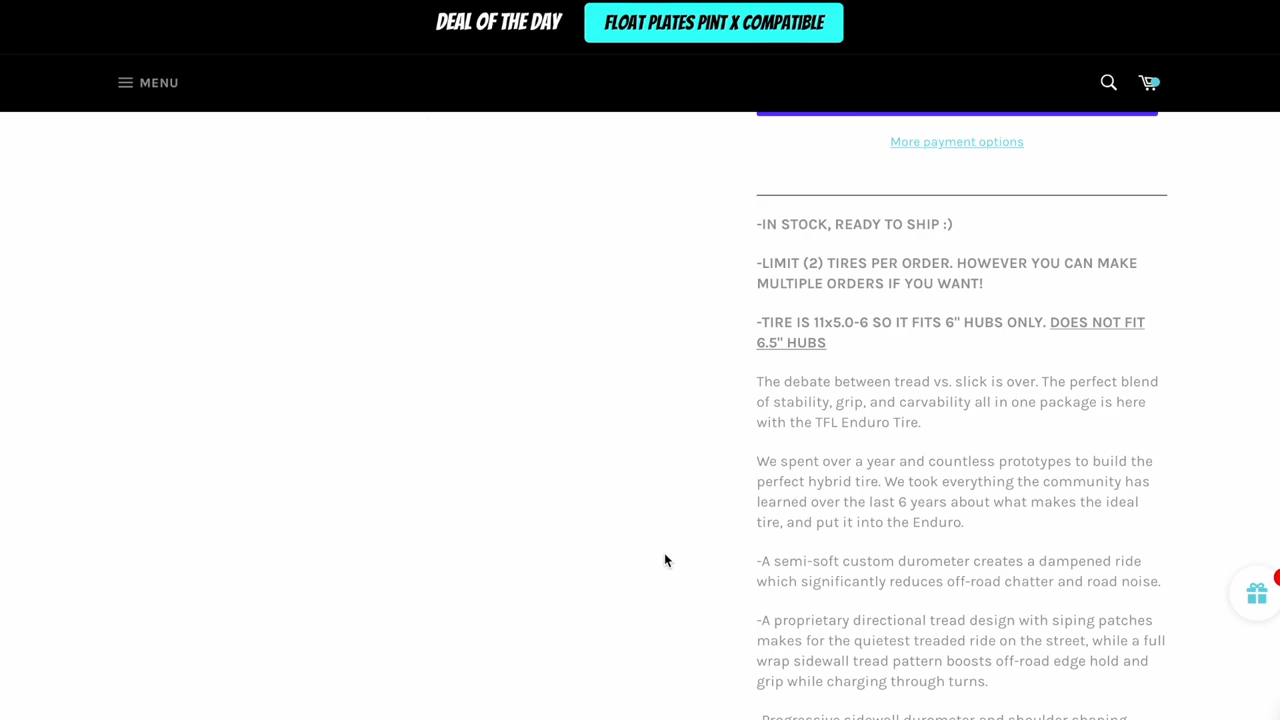 DEAL OF THE DAY
FLOAT PLATES PINT X COMPATIBLE
MENU
More payment options
-IN STOCK, READY TO SHIP :)
-LIMIT (2) TIRES PER ORDER. HOWEVER YOU CAN MAKE
MULTIPLE ORDERS IF YOU WANT!
-TIRE IS 11x5.0-6 SO IT FITS 6" HUBS ONLY. DOES NOT FIT
6.5" HUBS
The debate between tread vs. slick is over. The perfect blend
of stability, grip, and carvability all in one package is here
with the TFL Enduro Tire.
We spent over a year and countless prototypes to build the
perfect hybrid tire. We took everything the community has
learned over the last 6 years about what makes the ideal
tire, and put it into the Enduro.
-A semi-soft custom durometer creates a dampened ride
which significantly reduces off-road chatter and road noise.
-A proprietary directional tread design with siping patches
makes for the quietest treaded ride on the street, while a full
wrap sidewall tread pattern boosts off-road edge hold and
grip while charging through turns.
-Progressive sidewall durometer and shoulder shaping